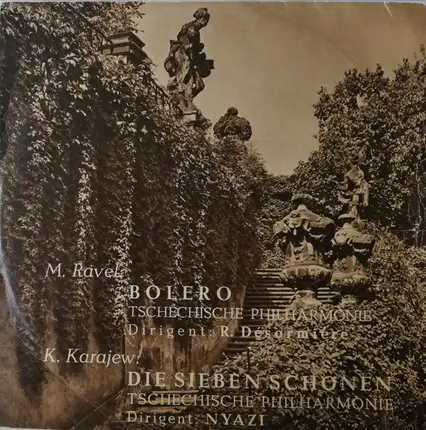 M. Ravel:
BOLERO
TSCHECHISCHE PHILHARMONIE
Dirigent: R. Désormière
K. Karajew:
DIE SIEBEN SCHÖNEN
TSCHECHISCHE PHILHARMONIE
Dirigent: NYAZI